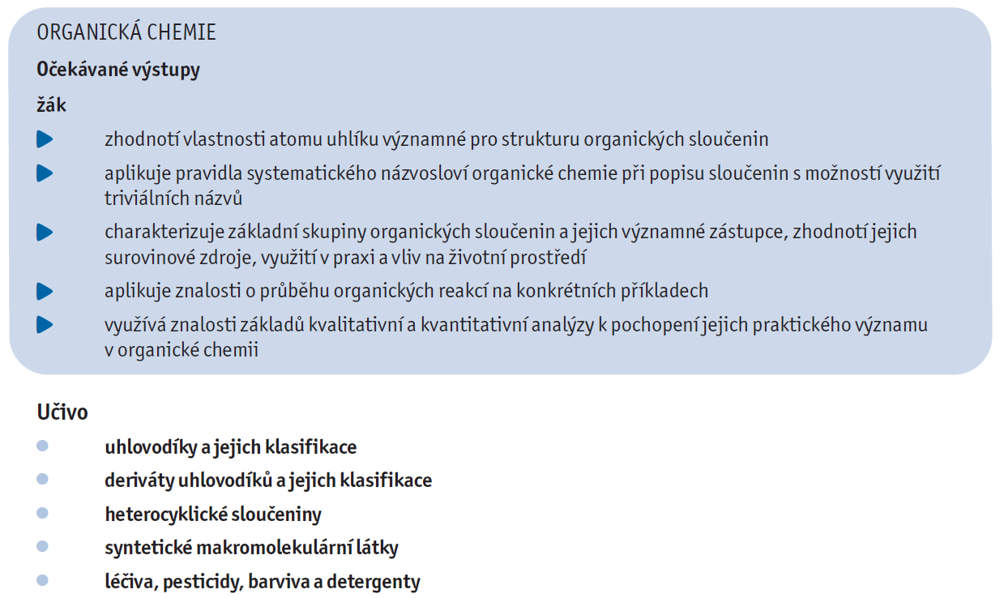 ORGANICKÁ CHEMIE
Očekávané výstupy
žák
zhodnotí vlastnosti atomu uhlíku významné pro strukturu organických sloučenin
aplikuje pravidla systematického názvosloví organické chemie při popisu sloučenin s možností využití
triviálních názvů
charakterizuje základní skupiny organických sloučenin a jejich významné zástupce, zhodnotí jejich
surovinové zdroje, využití v praxi a vliv na životní prostředí
aplikuje znalosti o průběhu organických reakcí na konkrétních příkladech
využívá znalosti základů kvalitativní a kvantitativní analýzy k pochopení jejich praktického významu
v organické chemii
Učivo
uhlovodíky a jejich klasifikace
deriváty uhlovodíků a jejich klasifikace
heterocyklické sloučeniny
syntetické makromolekulární látky
léčiva, pesticidy, barviva a detergenty